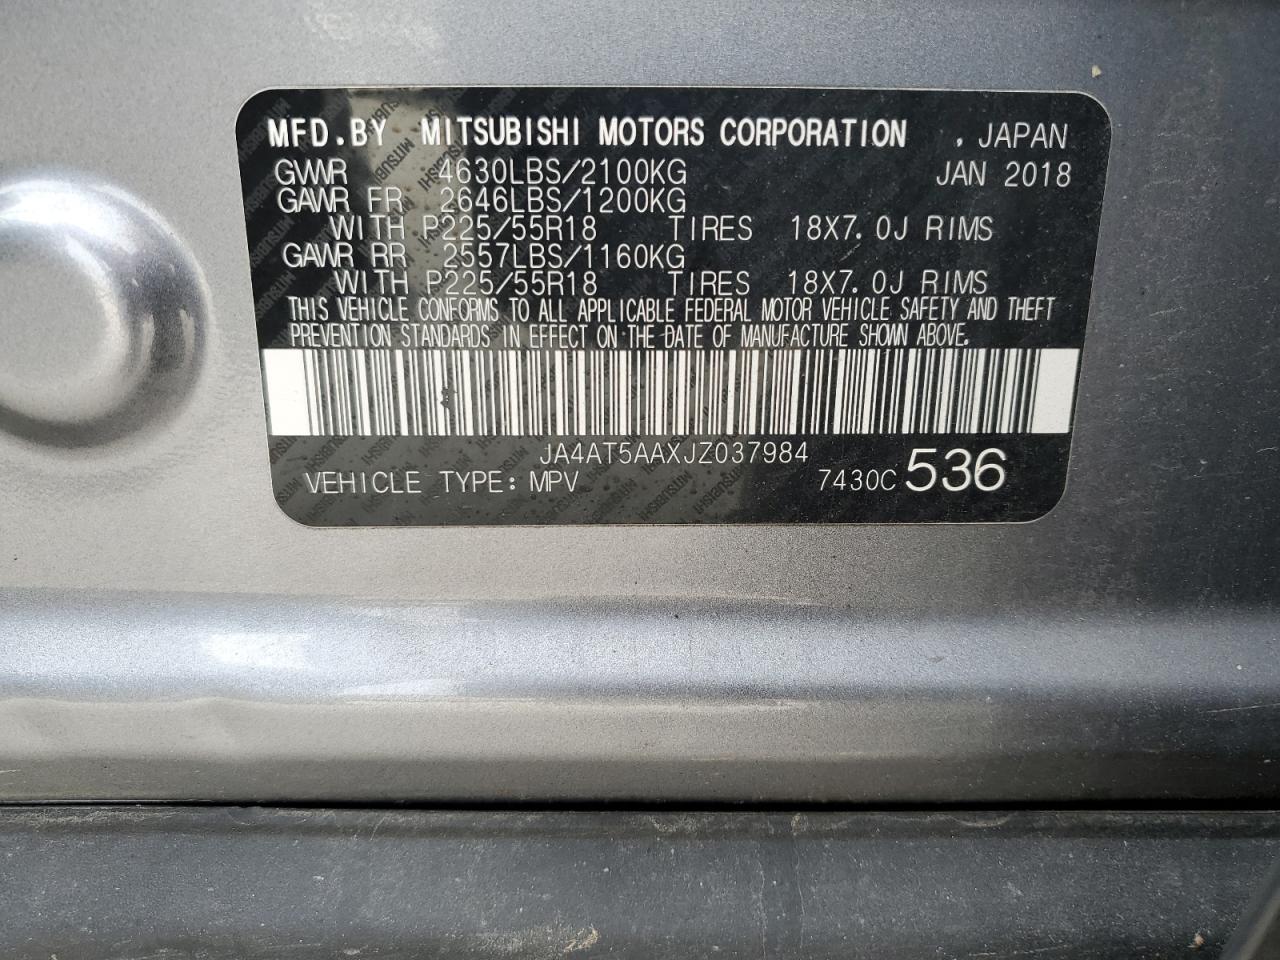 MFD.BY MITSUBISHI MOTORS CORPORATION , JAPAN
GVWR 4630LBS/2100KG JAN 2018
GAWR FR 2646LBS/1200KG
WITH P225/55R18 TIRES 18X7.0J RIMS
GAWR RR 2557LBS/1160KG
WITH P225/55R18 TIRES 18X7.0J RIMS
THIS VEHICLE CONFORMS TO ALL APPLICABLE FEDERAL MOTOR VEHICLE SAFETY AND THEFT
PREVENTION STANDARDS IN EFFECT ON THE DATE OF MANUFACTURE SHOWN ABOVE.
JA4AT5AAXJZ037984
VEHICLE TYPE: MPV 7430C 536